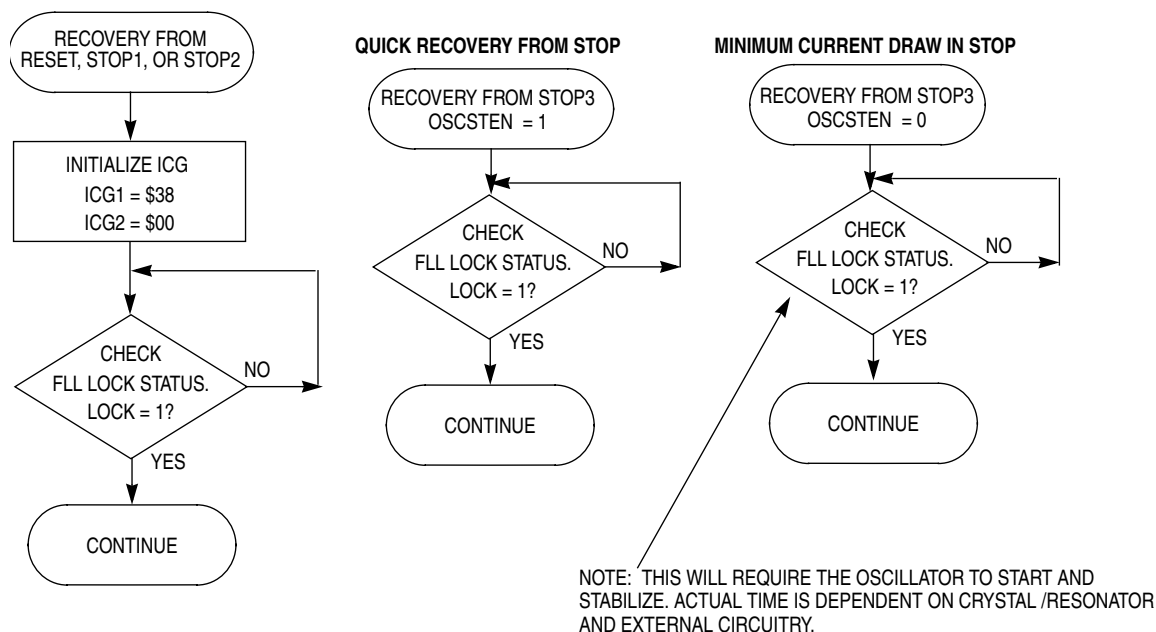 RECOVERY FROM
RESET, STOP1, OR STOP2
INITIALIZE ICG
ICG1 = $38
ICG2 = $00
CHECK
FLL LOCK STATUS.
LOCK = 1?
NO
YES
CONTINUE
QUICK RECOVERY FROM STOP
RECOVERY FROM STOP3
OSCSTEN = 1
CHECK
FLL LOCK STATUS.
LOCK = 1?
NO
YES
CONTINUE
MINIMUM CURRENT DRAW IN STOP
RECOVERY FROM STOP3
OSCSTEN = 0
CHECK
FLL LOCK STATUS.
LOCK = 1?
NO
YES
CONTINUE
NOTE: THIS WILL REQUIRE THE OSCILLATOR TO START AND
STABILIZE. ACTUAL TIME IS DEPENDENT ON CRYSTAL /RESONATOR
AND EXTERNAL CIRCUITRY.